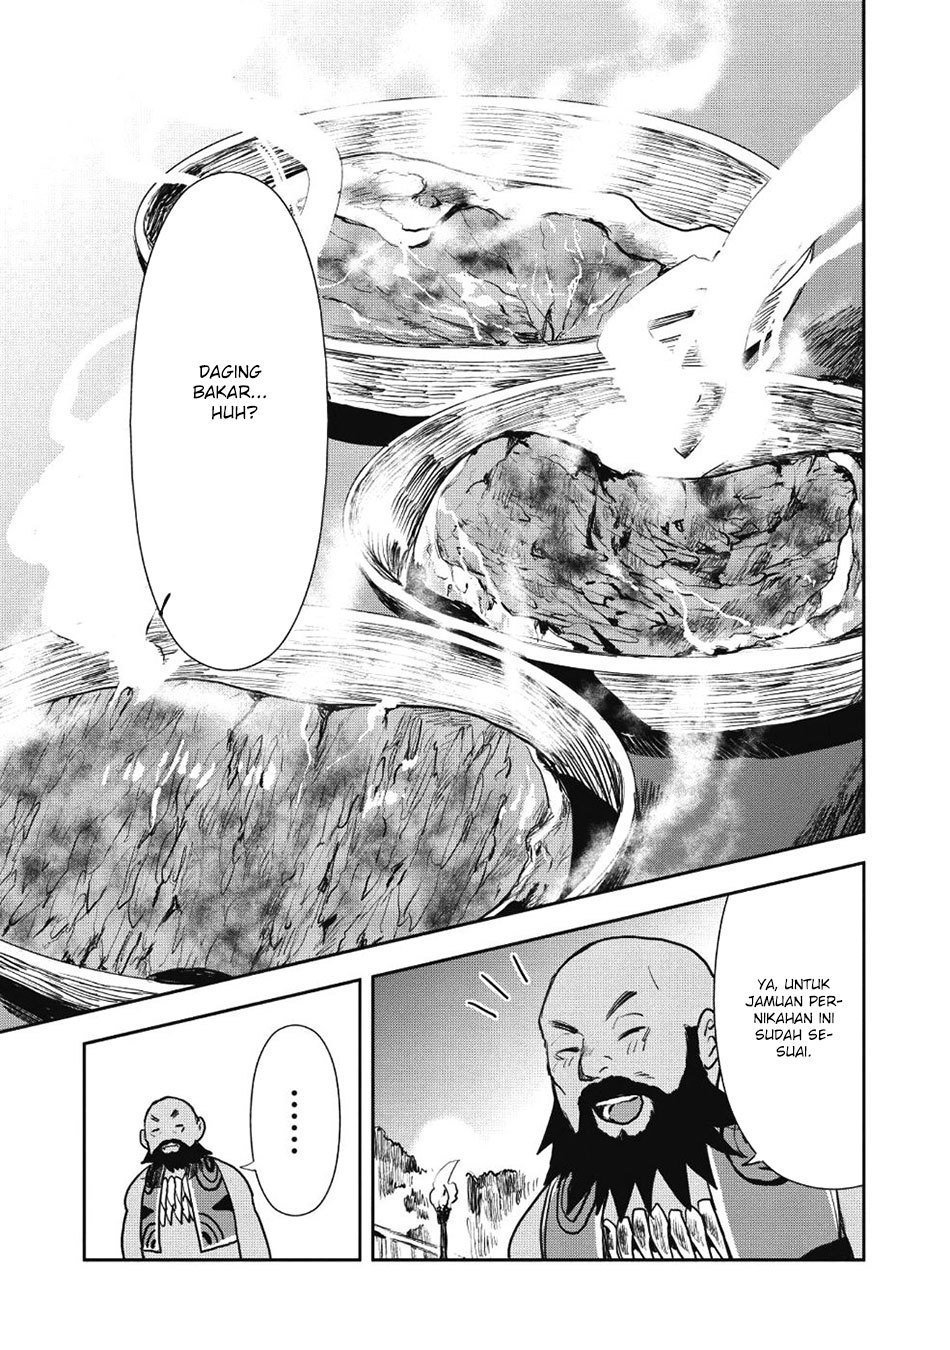 DAGING
BAKAR...
HUH?
YA, UNTUK
JAMUAN PER-
NIKAHAN INI
SUDAH SE-
SUAI.
......